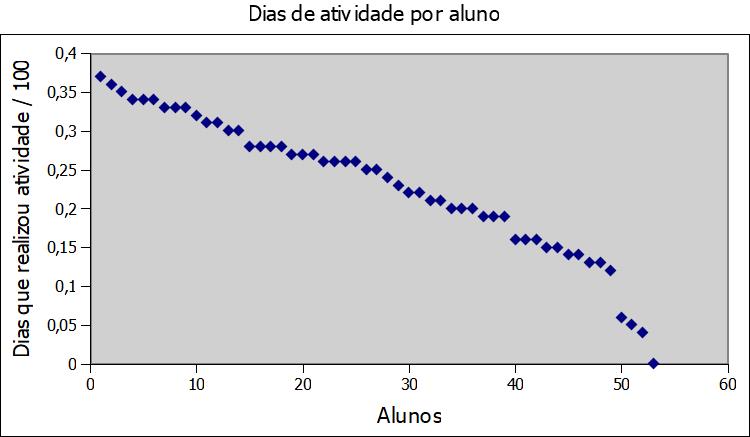 Dias de atividade por aluno
Dias que realizou atividade / 100
0,4
0,35
0,3
0,25
0,2
0,15
0,1
0,05
0
0 10 20 30 40 50 60
Alunos